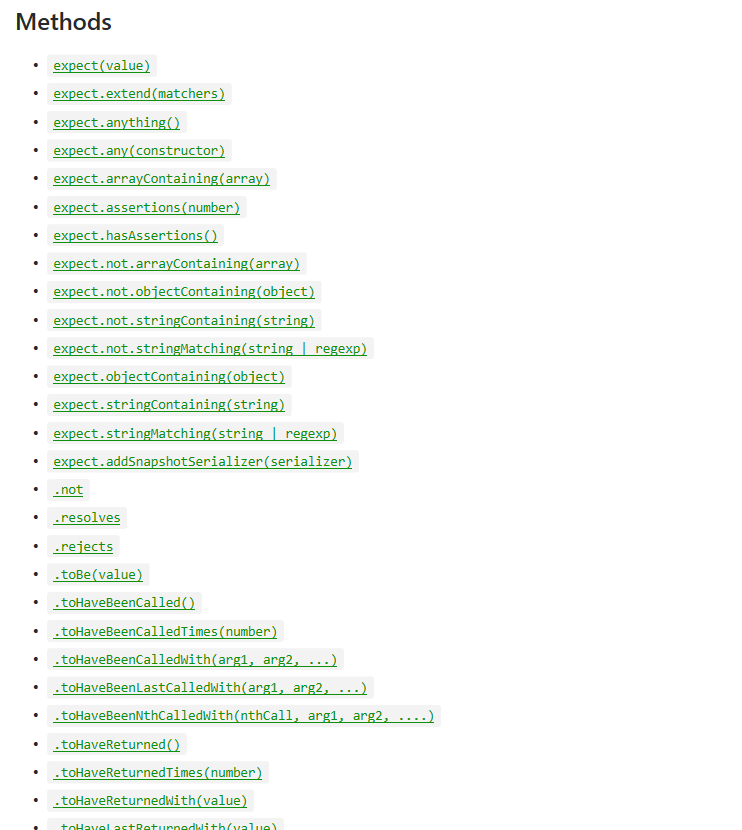 Methods
expect(value)
expect.extend(matchers)
expect.anything()
expect.any(constructor)
expect.arrayContaining(array)
expect.assertions(number)
expect.hasAssertions()
expect.not.arrayContaining(array)
expect.not.objectContaining(object)
expect.not.stringContaining(string)
expect.not.stringMatching(string | regexp)
expect.objectContaining(object)
expect.stringContaining(string)
expect.stringMatching(string | regexp)
expect.addSnapshotSerializer(serializer)
.not
.resolves
.rejects
.toBe(value)
.toHaveBeenCalled()
.toHaveBeenCalledTimes(number)
.toHaveBeenCalledWith(arg1, arg2, ...)
.toHaveBeenLastCalledWith(arg1, arg2, ...)
.toHaveBeenNthCalledWith(nthCall, arg1, arg2, ....)
.toHaveReturned()
.toHaveReturnedTimes(number)
.toHaveReturnedWith(value)
.toHaveLastReturnedWith(value)